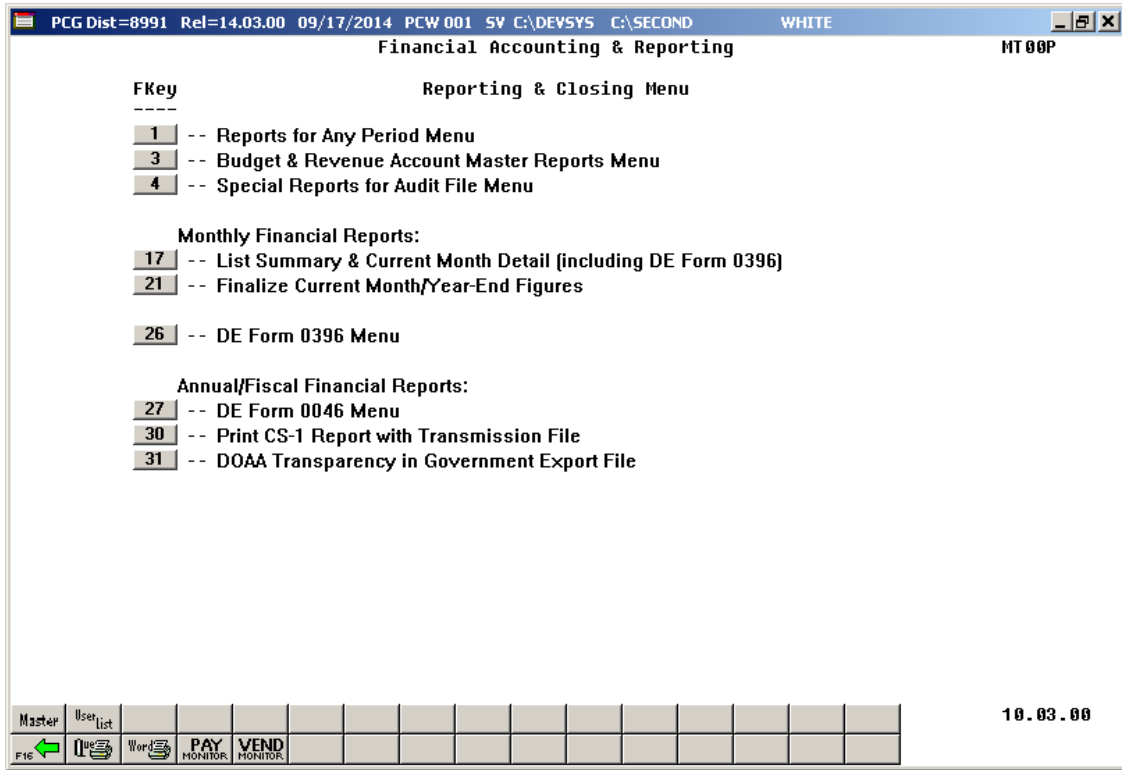 PCG Dist=8991 Rel=14.03.00 09/17/2014 PCW 001 SV C:\DEVSYS C:\SECOND WHITE
Financial Accounting & Reporting MT00P
FKey Reporting & Closing Menu
----
1 -- Reports for Any Period Menu
3 -- Budget & Revenue Account Master Reports Menu
4 -- Special Reports for Audit File Menu
Monthly Financial Reports:
17 -- List Summary & Current Month Detail (including DE Form 0396)
21 -- Finalize Current Month/Year-End Figures
26 -- DE Form 0396 Menu
Annual/Fiscal Financial Reports:
27 -- DE Form 0046 Menu
30 -- Print CS-1 Report with Transmission File
31 -- DOAA Transparency in Government Export File
Master User List 10.03.00
F16 Que Word PAY MONITOR VEND MONITOR